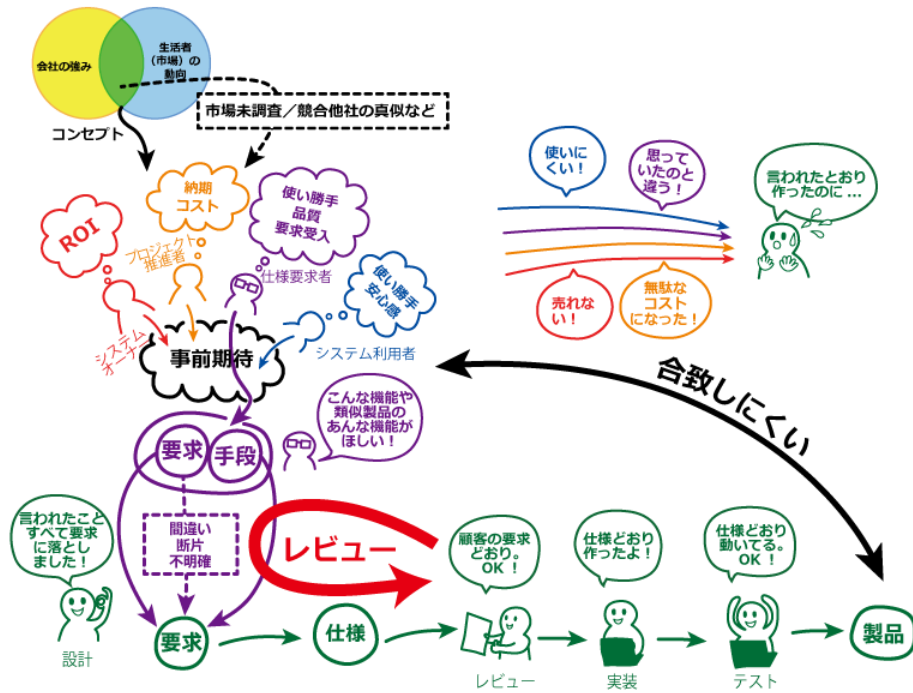 会社の強み
生活者
（市場）の
動向
コンセプト
市場未調査／競合他社の真似など
ROI
納期
コスト
使い勝手
品質
要求受入
プロジェクト
推進者
仕様要求者
使い勝手
安心感
システム
オーナー
システム利用者
事前期待
使いに
くい！
思って
いたのと
違う！
言われたとおり
作ったのに ...
売れない
い！
無駄な
コスト
になった！
合致しにくい
こんな機能や
類似製品の
あんな機能が
ほしい！
要求
手段
言われたこと
すべて要求
に落とし
ました！
間違い
断片
不明確
レビュー
顧客の要求
どおり。
OK！
仕様どおり
作ったよ！
仕様どおり
動いてる。
OK ！
設計
要求
仕様
レビュー
実装
テスト
製品